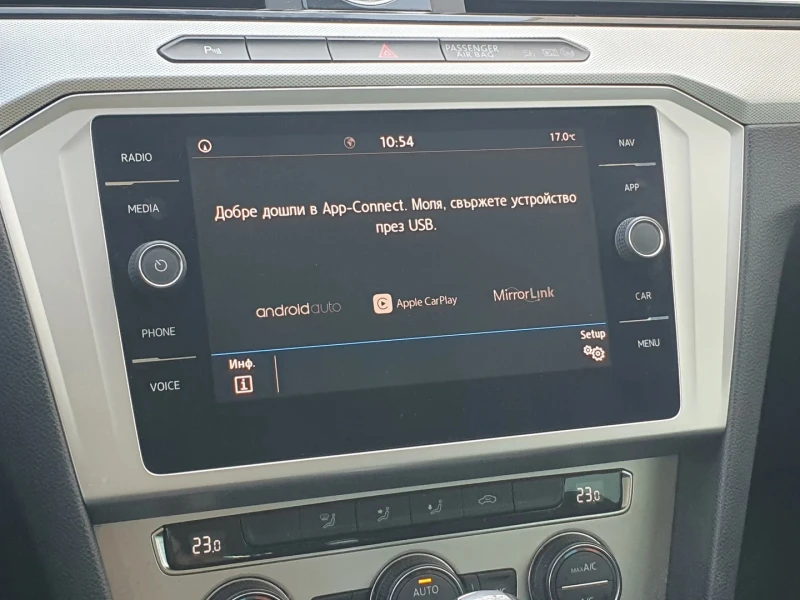 P
PASSENGER
AIR BAG
RADIO
MEDIA
PHONE
VOICE
10:54
17.0°c
Добре дошли в App-Connect. Моля, свържете устройство
през USB.
androidauto
Apple CarPlay
MirrorLink
Инф.
i
Setup
NAV
APP
CAR
MENU
23.0
23.0
AUTO
MAX A/C